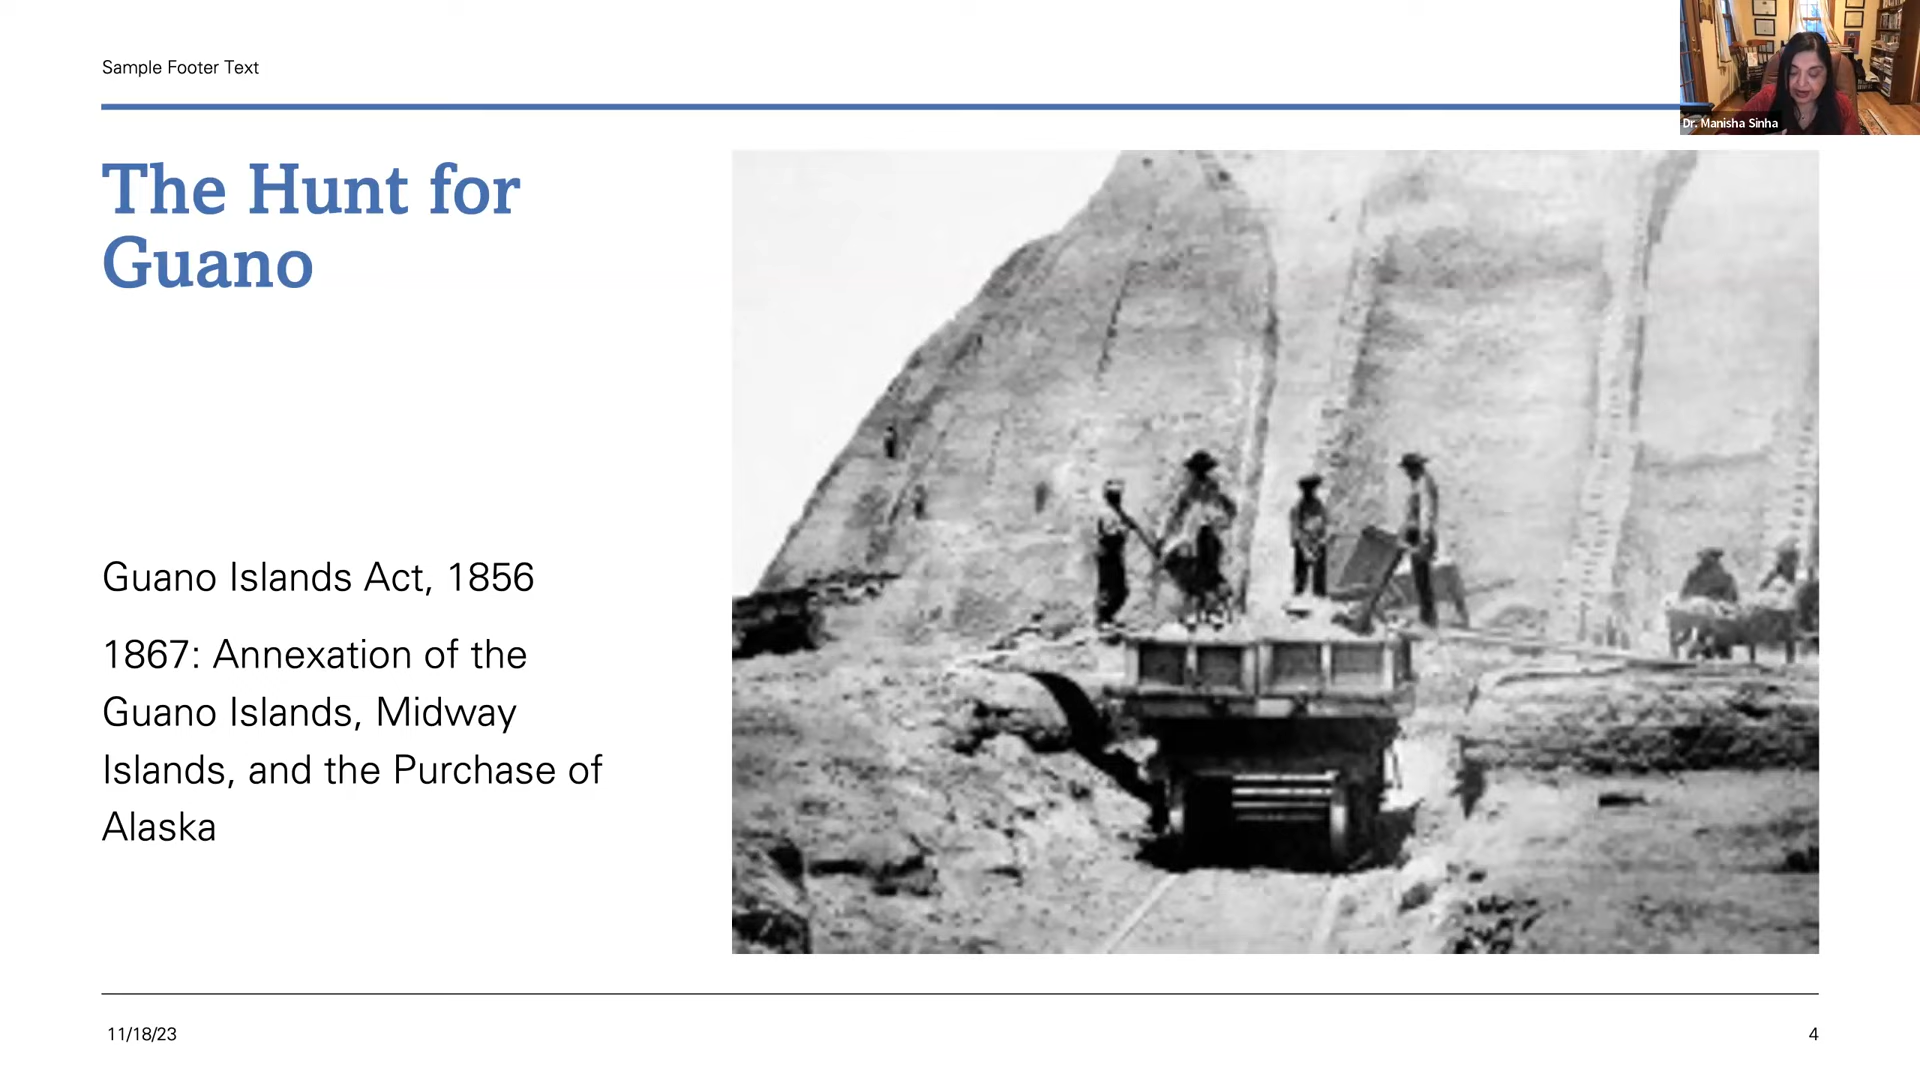 Sample Footer Text
Dr. Manisha Sinha
The Hunt for
Guano
Guano Islands Act, 1856
1867: Annexation of the
Guano Islands, Midway
Islands, and the Purchase of
Alaska
11/18/23
4